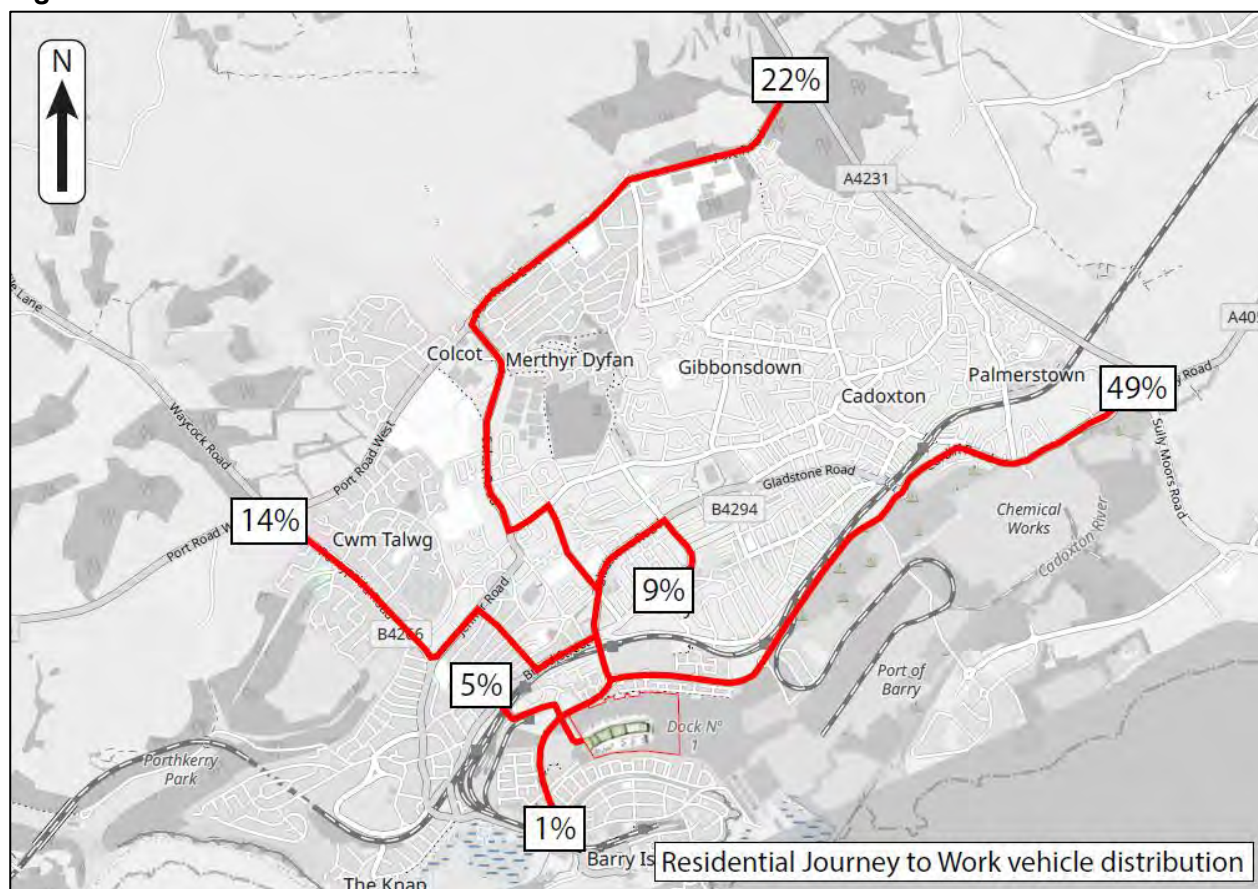 N
22%
A4231
Colcot
Merthyr Dyfan
Gibbonsdown
Palmerstown
Cadoxton
49%
Waycock Road
Port Road West
Sully Moors Road
Gladstone Road
B4294
14%
Cwm Talwg
Chemical
Works
Cadoxton River
9%
B4266
5%
Port of
Barry
Dock Nº
1
Porthkerry
Park
1%
Barry Is
The Knap
Residential Journey to Work vehicle distribution